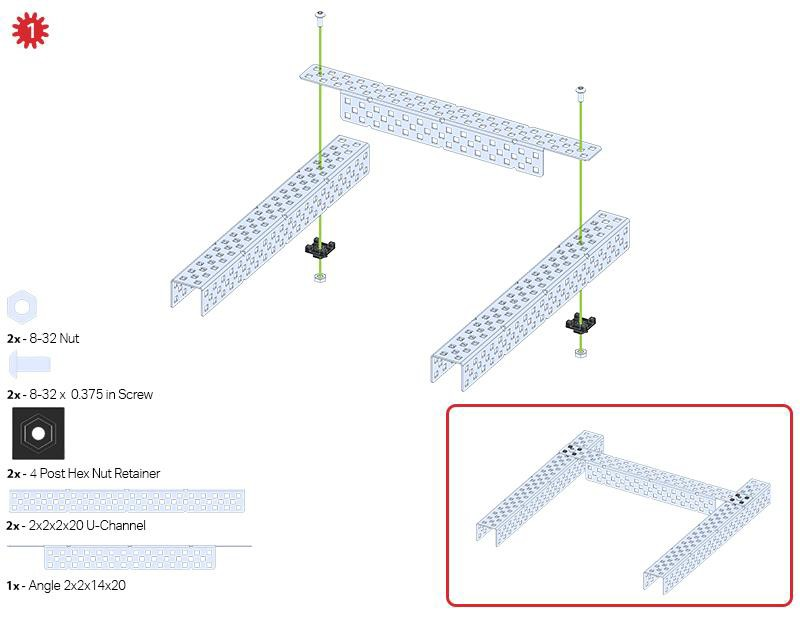 1
2x - 8-32 Nut
2x - 8-32 x 0.375 in Screw
2x - 4 Post Hex Nut Retainer
2x - 2x2x2x20 U-Channel
1x - Angle 2x2x14x20